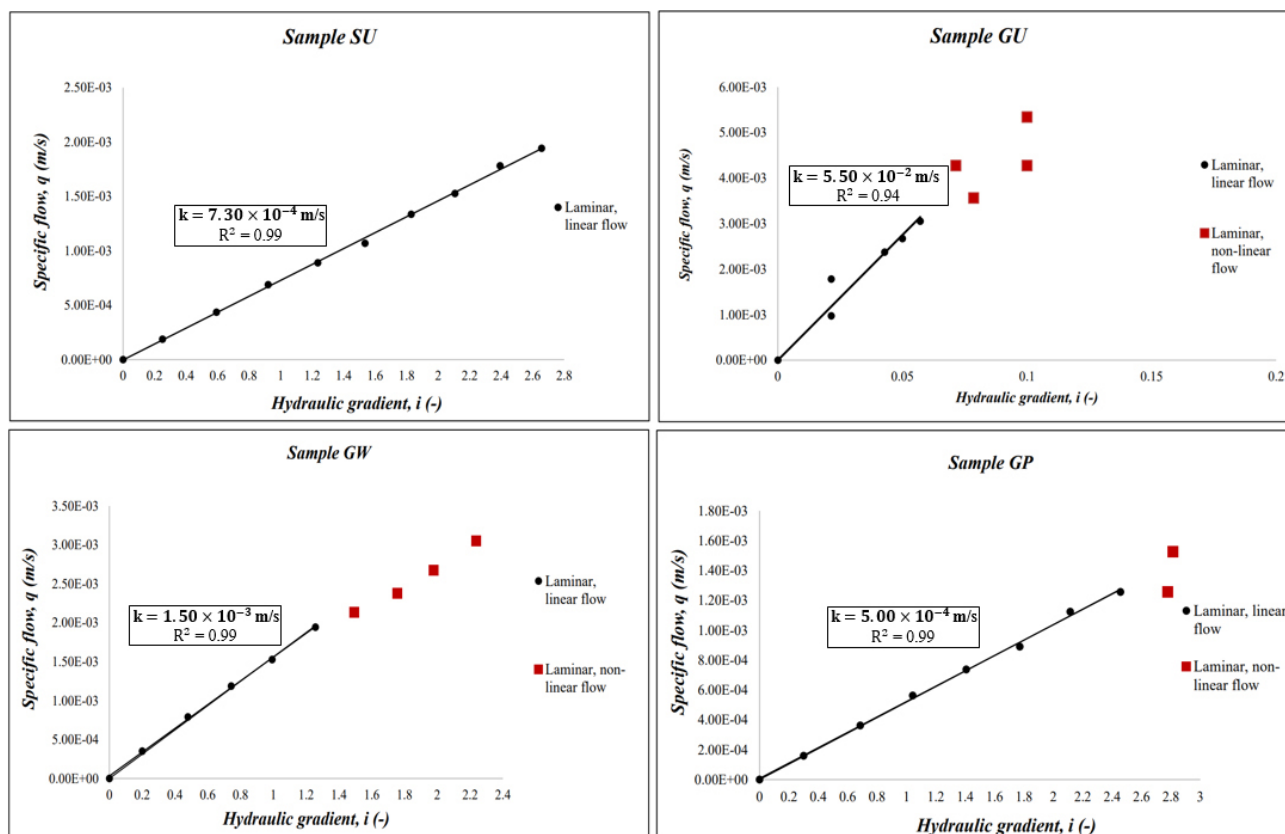 Sample SU
2.50E-03
2.00E-03
1.50E-03
1.00E-03
5.00E-04
0.00E+00
Specific flow, q (m/s)
k = 7.30 × 10⁻⁴ m/s
R² = 0.99
Laminar,
linear flow
0 0.2 0.4 0.6 0.8 1 1.2 1.4 1.6 1.8 2 2.2 2.4 2.6 2.8
Hydraulic gradient, i (-)
Sample GU
6.00E-03
5.00E-03
4.00E-03
3.00E-03
2.00E-03
1.00E-03
0.00E+00
Specific flow, q (m/s)
k = 5.50 × 10⁻² m/s
R² = 0.94
Laminar,
linear flow
Laminar,
non-linear
flow
0 0.05 0.1 0.15 0.2
Hydraulic gradient, i (-)
Sample GW
3.50E-03
3.00E-03
2.50E-03
2.00E-03
1.50E-03
1.00E-03
5.00E-04
0.00E+00
Specific flow, q (m/s)
k = 1.50 × 10⁻³ m/s
R² = 0.99
Laminar,
linear flow
Laminar, non-
linear flow
0 0.2 0.4 0.6 0.8 1 1.2 1.4 1.6 1.8 2 2.2 2.4
Hydraulic gradient, i (-)
Sample GP
1.80E-03
1.60E-03
1.40E-03
1.20E-03
1.00E-03
8.00E-04
6.00E-04
4.00E-04
2.00E-04
0.00E+00
Specific flow, q (m/s)
k = 5.00 × 10⁻⁴ m/s
R² = 0.99
Laminar, linear
flow
Laminar, non-
linear flow
0 0.2 0.4 0.6 0.8 1 1.2 1.4 1.6 1.8 2 2.2 2.4 2.6 2.8 3
Hydraulic gradient, i (-)